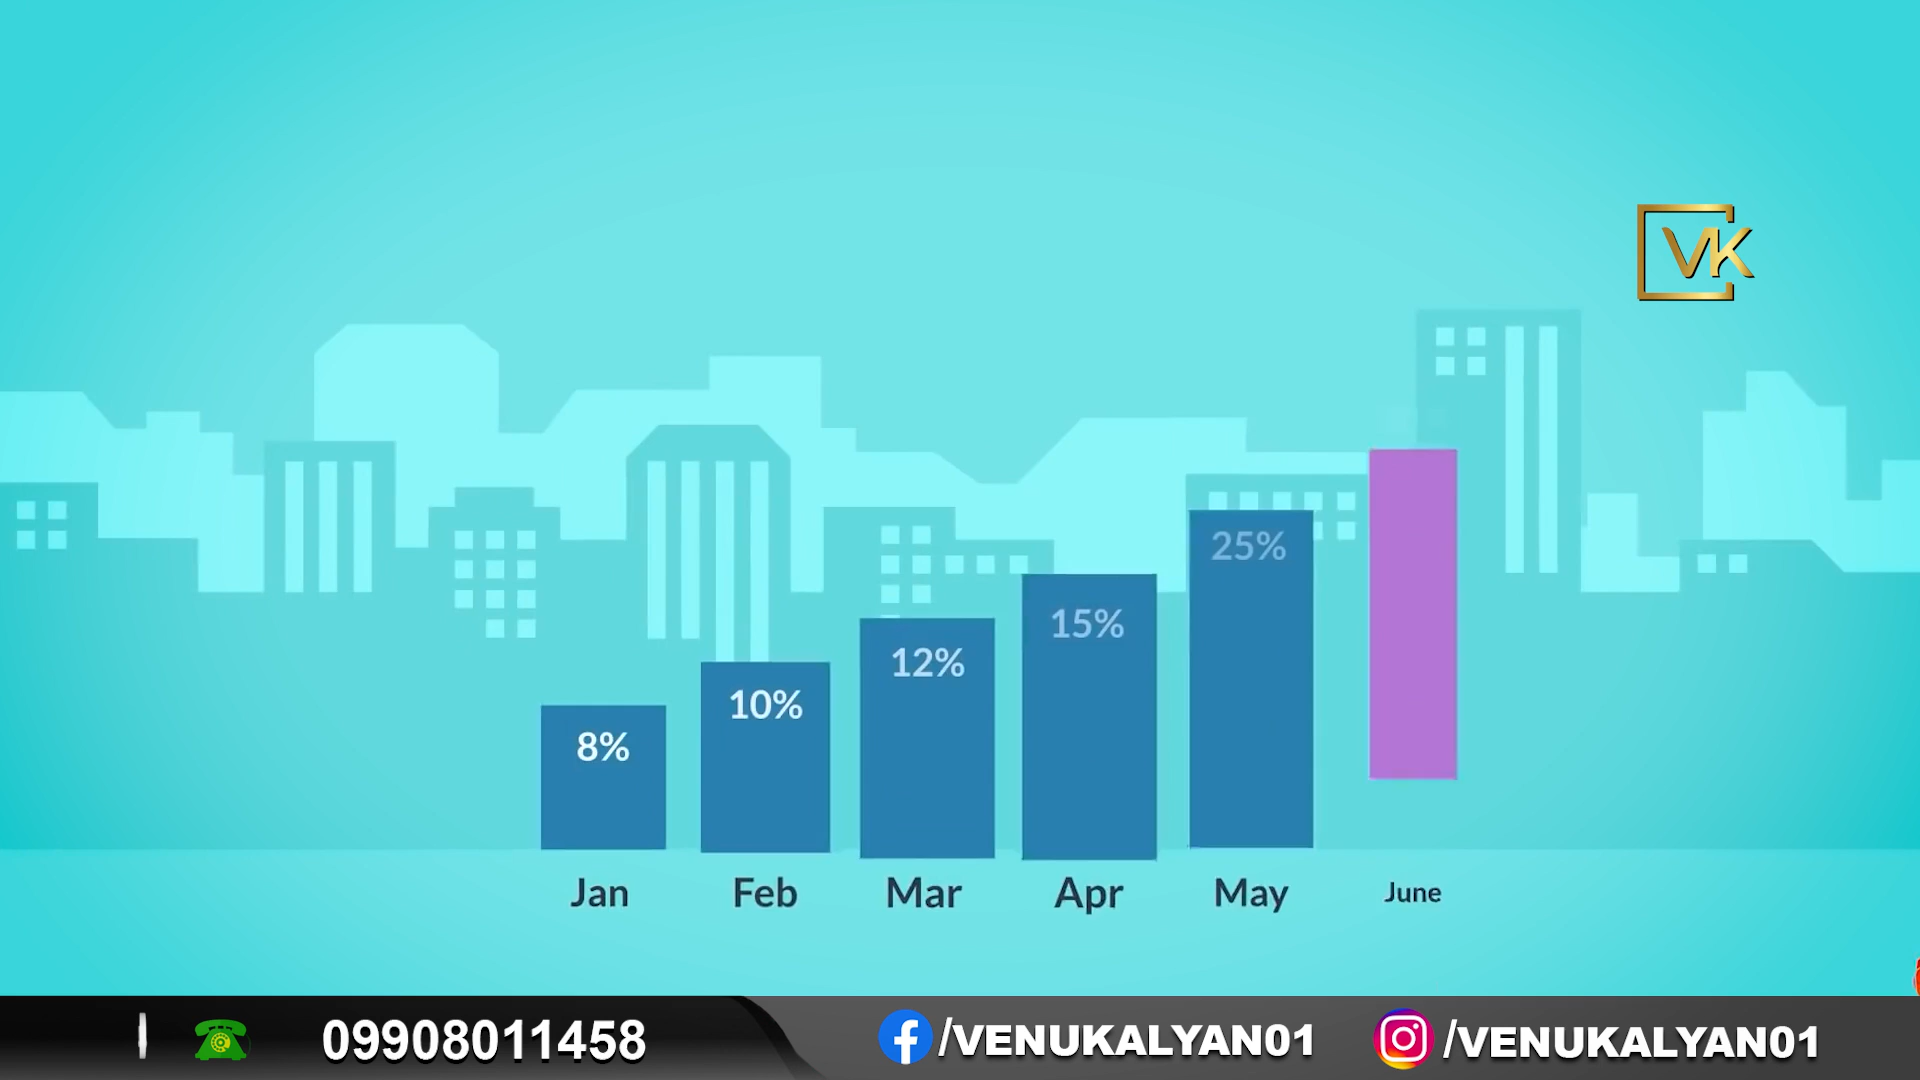 VK
25%
15%
12%
10%
8%
Jan Feb Mar Apr May June
09908011458 /VENUKALYAN01 /VENUKALYAN01